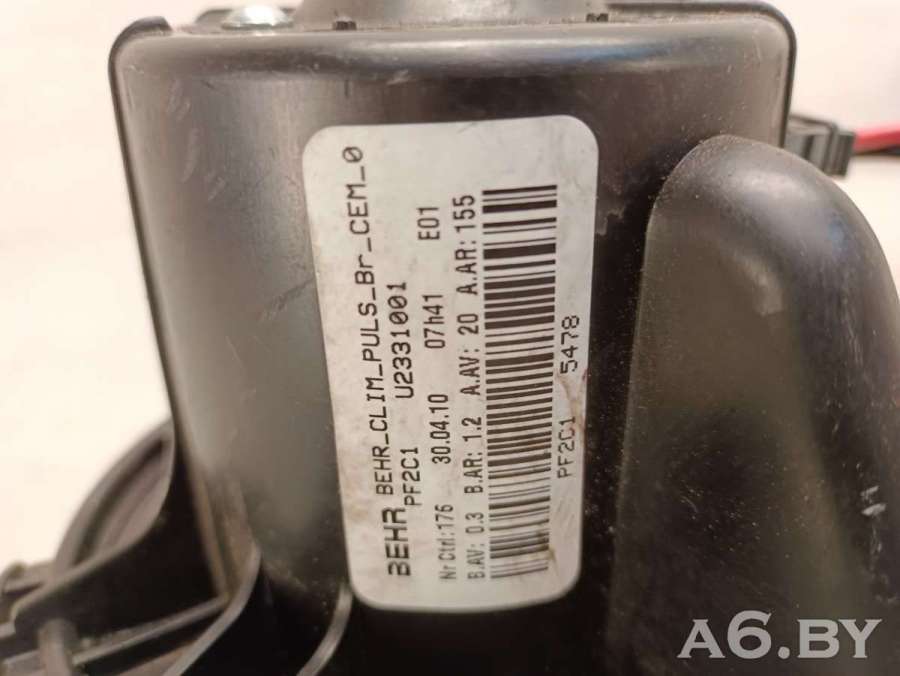 BEHR BEHR_CLIM_PULS_Br_CEM_0
PF2C1 U2331001
Nr Ctrl:176 30.04.10 07h41 E01
B.AV: 0.3 B.AR: 1.2 A.AV: 20 A.AR: 155
PF2C1 5478
A6.BY